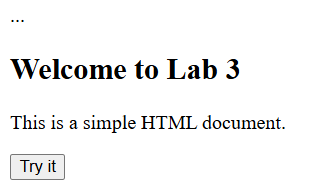 ...
Welcome to Lab 3
This is a simple HTML document.
Try it